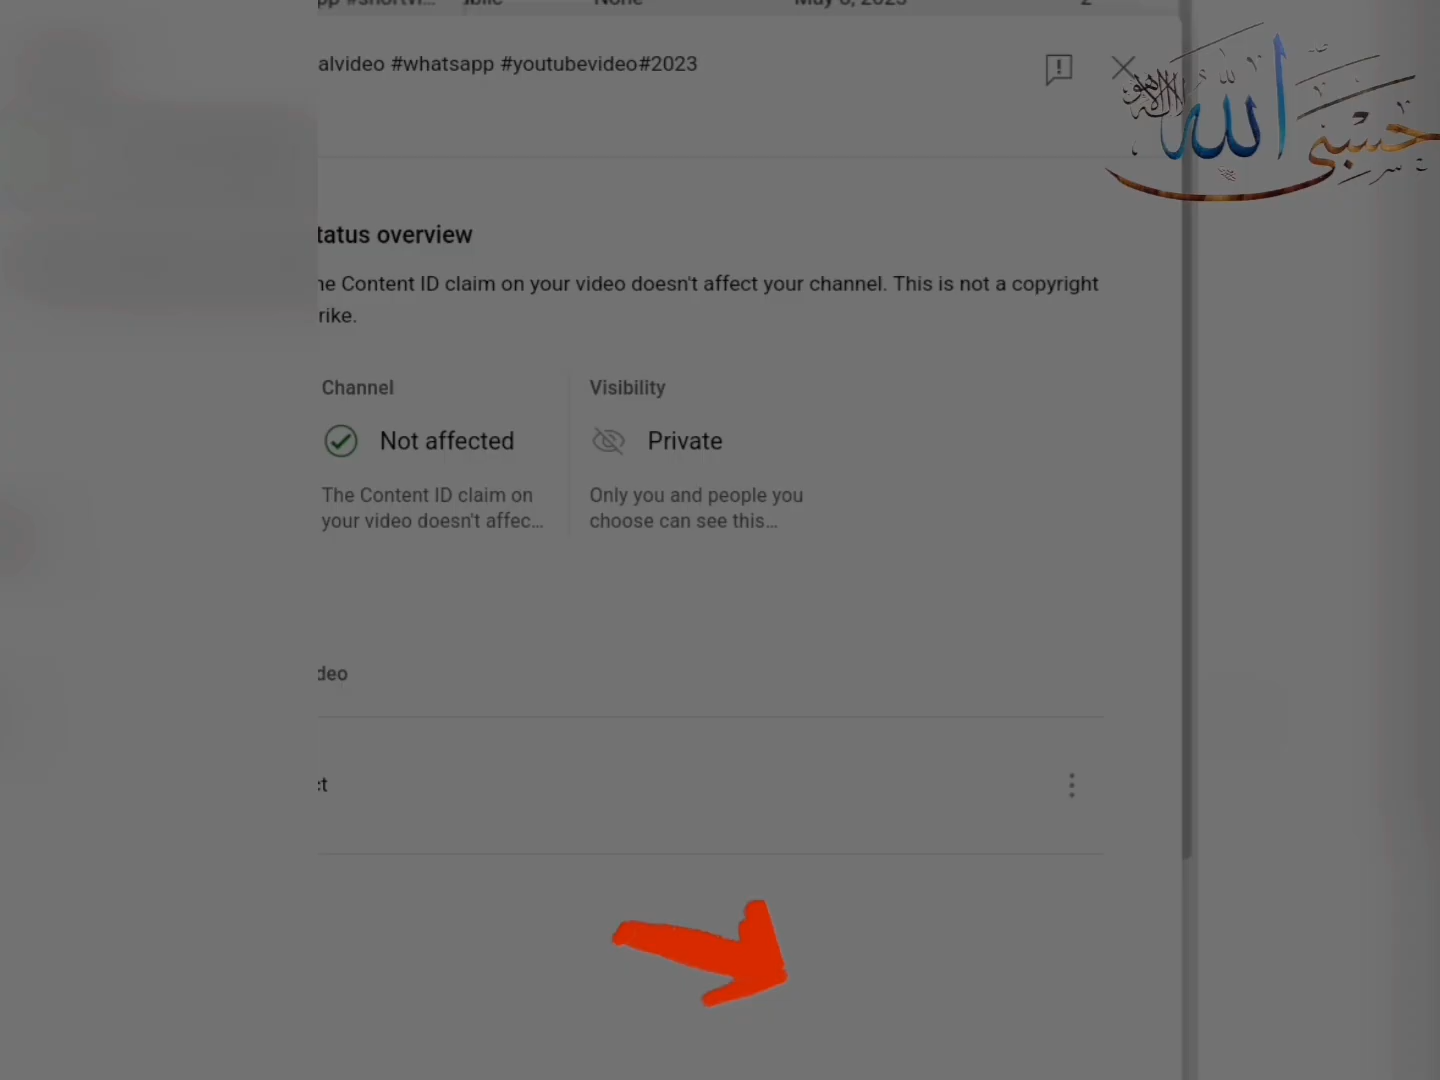 alvideo #whatsapp #youtubevideo#2023
حسبي الله
tatus overview
he Content ID claim on your video doesn't affect your channel. This is not a copyright
rike.
Channel
Visibility
Not affected
Private
The Content ID claim on
your video doesn't affec...
Only you and people you
choose can see this...
deo
ct